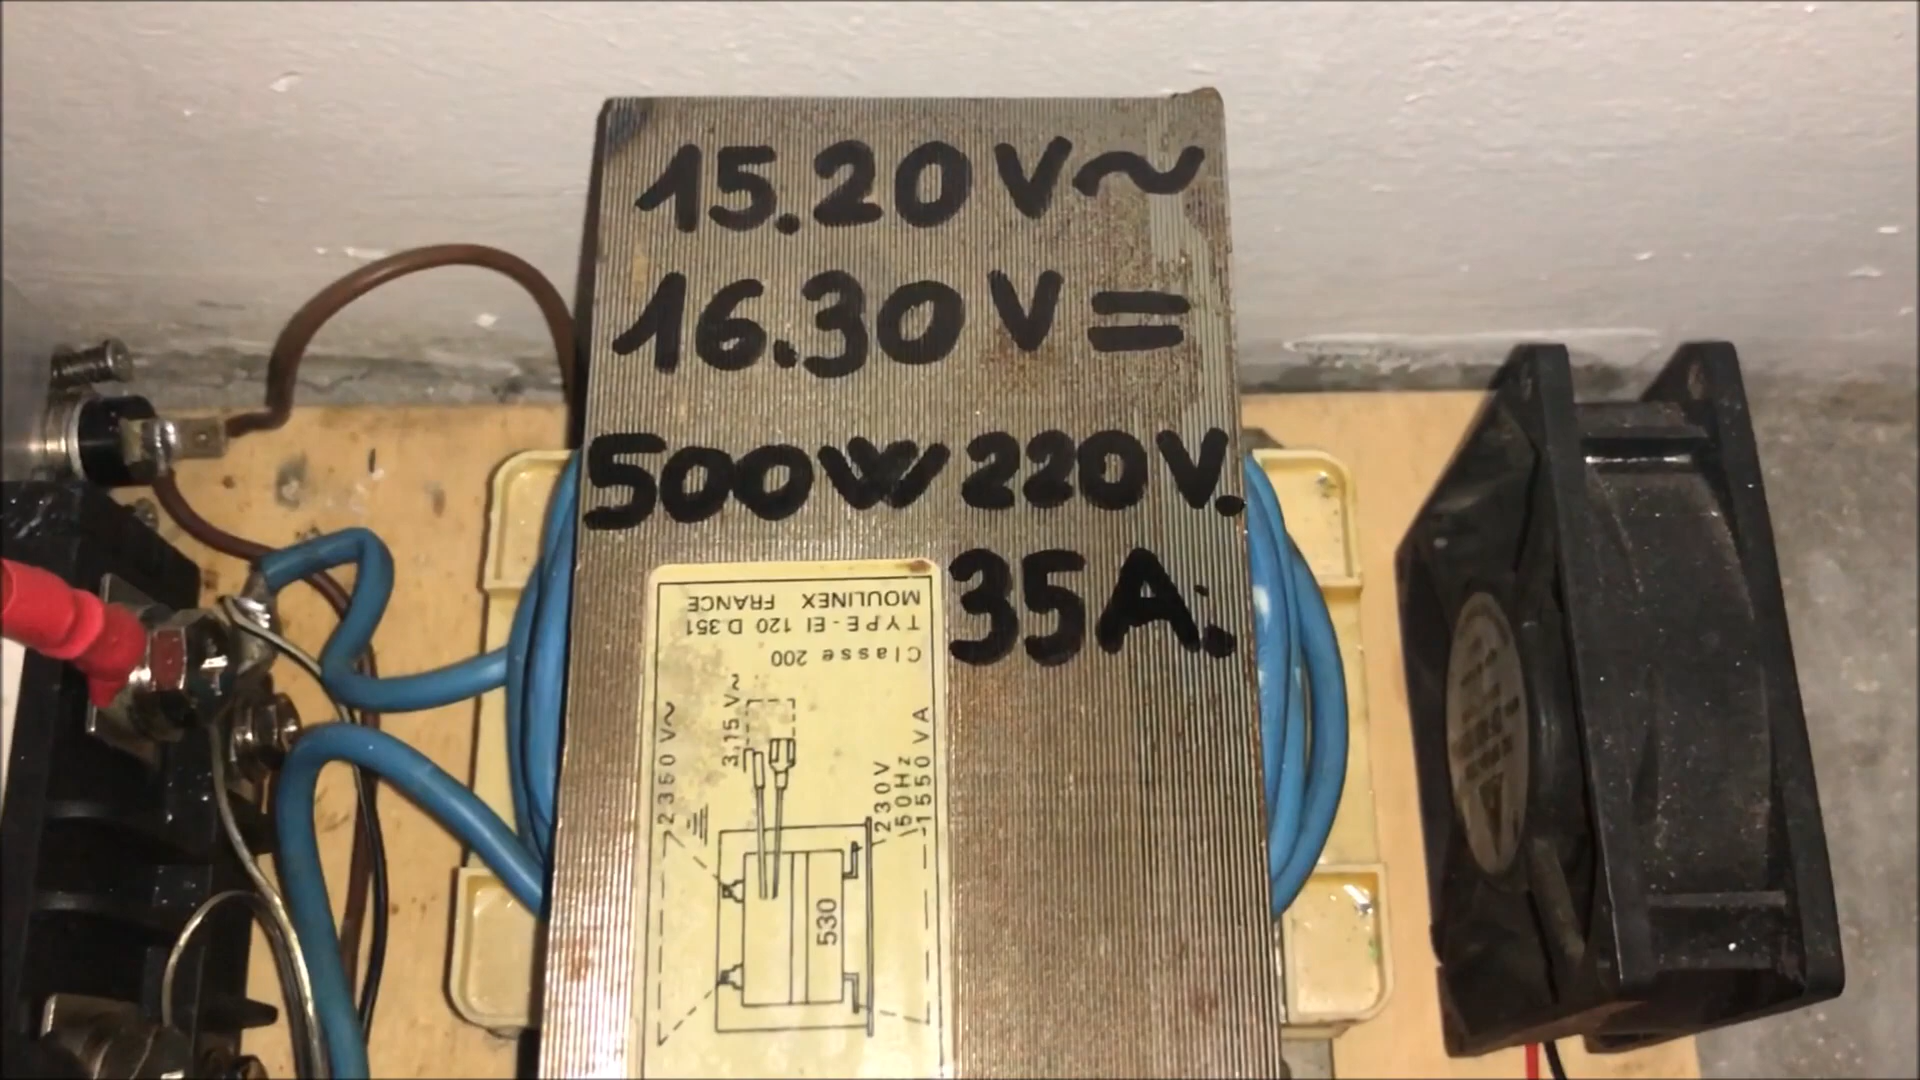 15.20V~
16.30V=
500W 220V.
35A.
MOULINEX FRANCE
TYPE-EI 120 D.351
Classe 200
2350 V~
3.15 V~
230V
50Hz
1550 VA
530